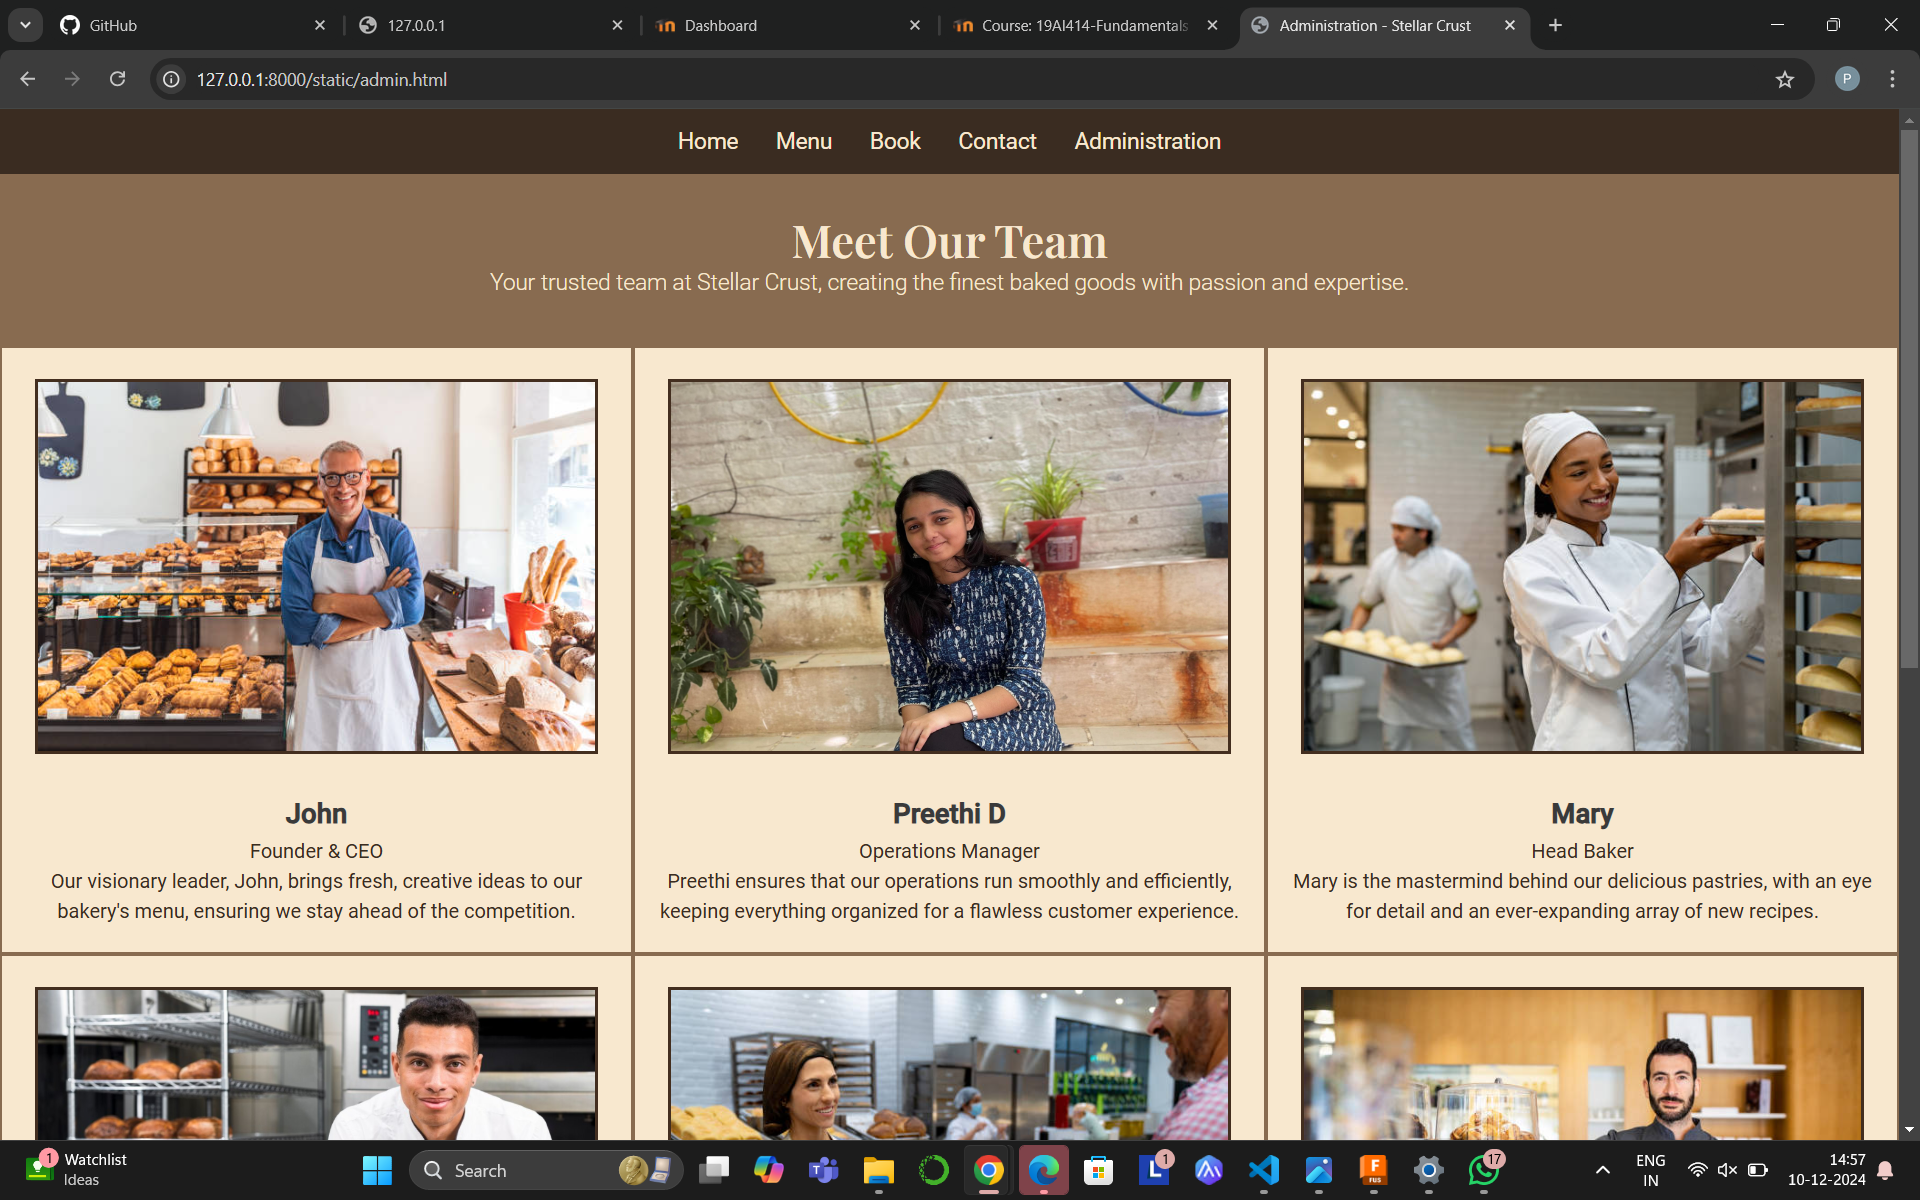 GitHub
127.0.0.1
Dashboard
Course: 19AI414-Fundamentals
Administration - Stellar Crust
127.0.0.1:8000/static/admin.html
P
Home Menu Book Contact Administration
Meet Our Team
Your trusted team at Stellar Crust, creating the finest baked goods with passion and expertise.
John
Founder & CEO
Our visionary leader, John, brings fresh, creative ideas to our
bakery's menu, ensuring we stay ahead of the competition.
Preethi D
Operations Manager
Preethi ensures that our operations run smoothly and efficiently,
keeping everything organized for a flawless customer experience.
Mary
Head Baker
Mary is the mastermind behind our delicious pastries, with an eye
for detail and an ever-expanding array of new recipes.
1
Watchlist
Ideas
Search
L
1
F
FUS
17
ENG
IN
14:57
10-12-2024